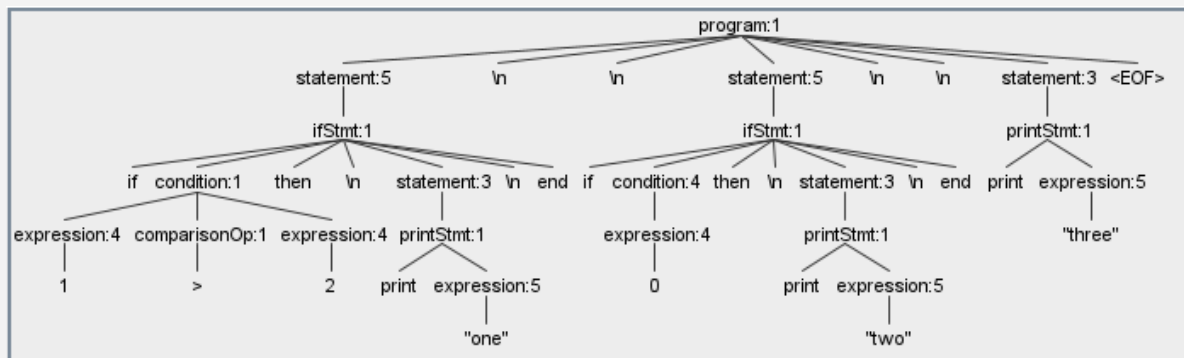 program:1
statement:5 \n \n statement:5 \n \n statement:3 <EOF>
ifStmt:1 ifStmt:1 printStmt:1
if condition:1 then \n statement:3 \n end if condition:4 then \n statement:3 \n end print expression:5
expression:4 comparisonOp:1 expression:4 printStmt:1 expression:4 printStmt:1 "three"
1 > 2 print expression:5 0 print expression:5
"one" "two"